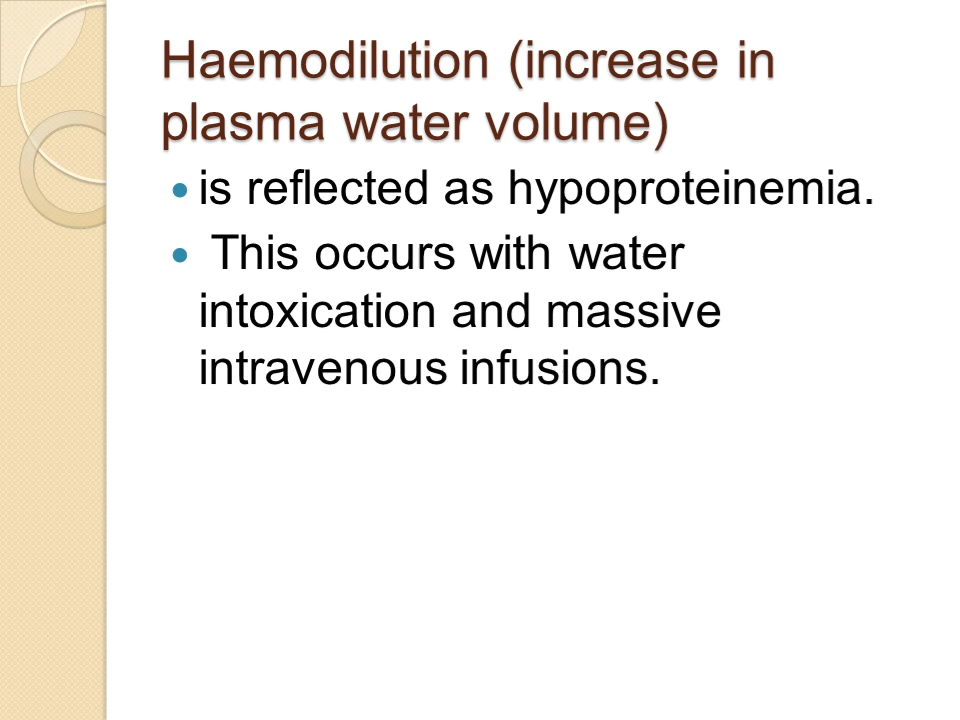 Haemodilution (increase in
plasma water volume)
• is reflected as hypoproteinemia.
• This occurs with water
intoxication and massive
intravenous infusions.